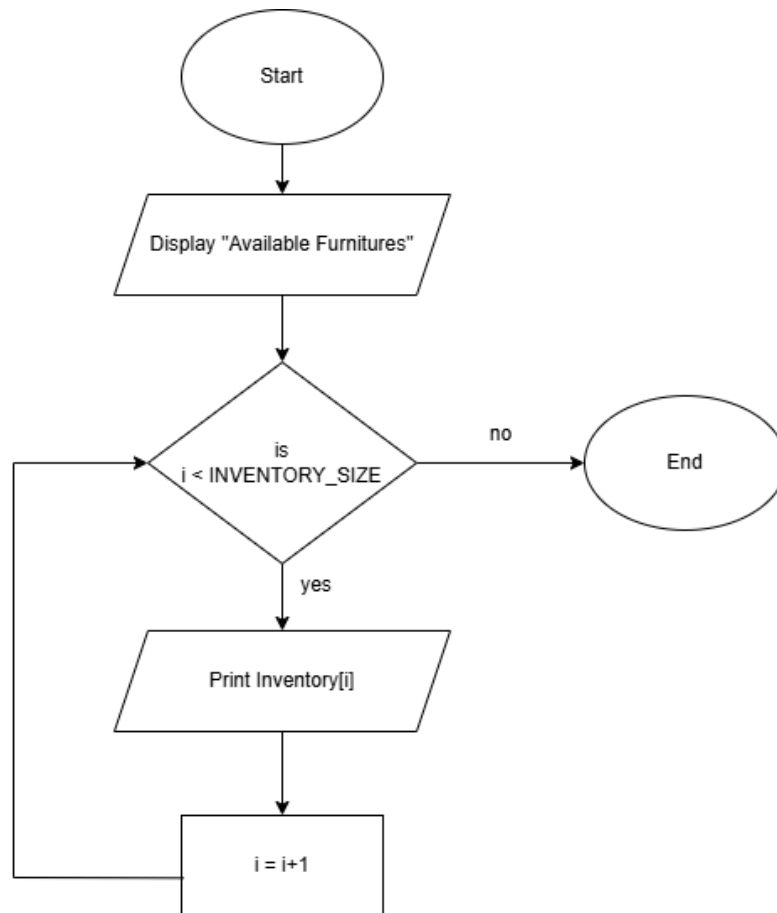 Start
Display "Available Furnitures"
is
i < INVENTORY_SIZE
no
End
yes
Print Inventory[i]
i = i+1